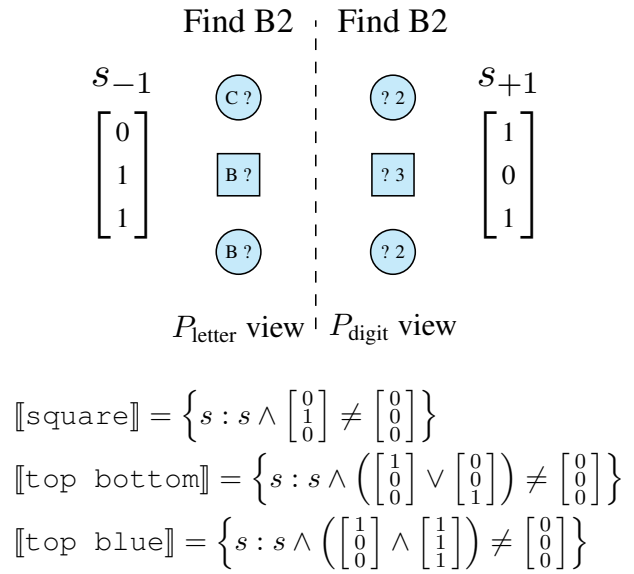 Find B2 Find B2
s₋₁ s₊₁
C ? ? 2
B ? ? 3
B ? ? 2
[0 1 1] [1 0 1]
P_letter view P_digit view
⟦square⟧ = {s : s ∧ [0 1 0] ≠ [0 0 0]}
⟦top bottom⟧ = {s : s ∧ ([1 0 0] ∨ [0 0 1]) ≠ [0 0 0]}
⟦top blue⟧ = {s : s ∧ ([1 0 0] ∧ [1 1 1]) ≠ [0 0 0]}